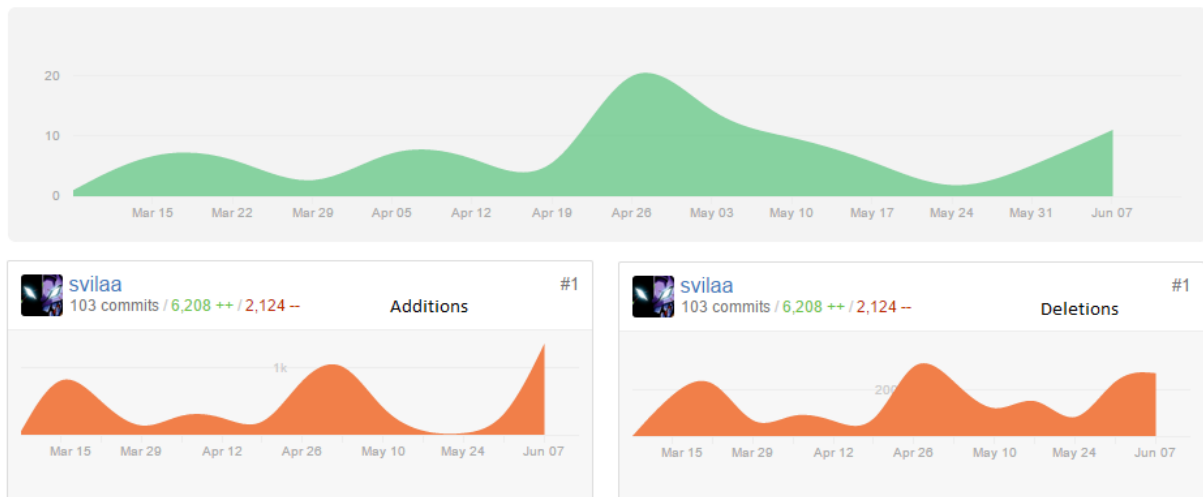 20
10
0
Mar 15 Mar 22 Mar 29 Apr 05 Apr 12 Apr 19 Apr 26 May 03 May 10 May 17 May 24 May 31 Jun 07
svilaa #1
103 commits / 6,208 ++ / 2,124 -- Additions
1k
Mar 15 Mar 29 Apr 12 Apr 26 May 10 May 24 Jun 07
svilaa #1
103 commits / 6,208 ++ / 2,124 -- Deletions
Mar 15 Mar 29 Apr 12 Apr 26 May 10 May 24 Jun 07